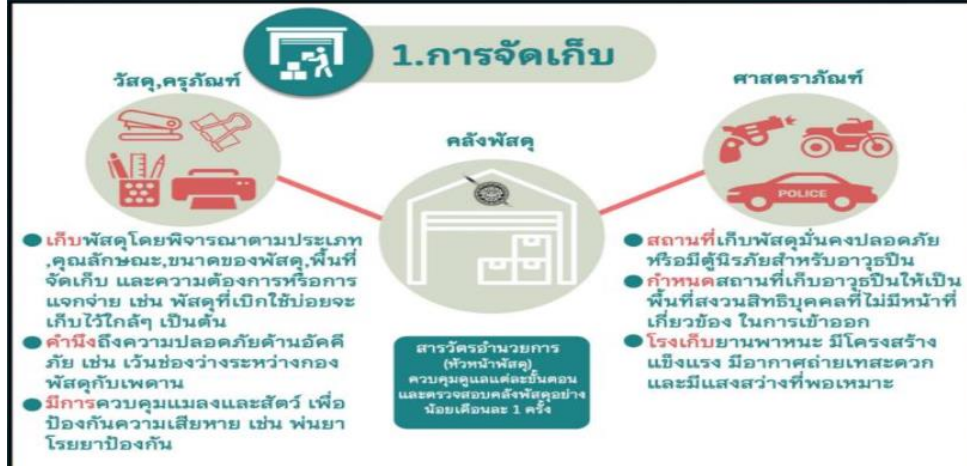 1.การจัดเก็บ
วัสดุ,ครุภัณฑ์
คลังพัสดุ
ศาสตราภัณฑ์
POLICE
เก็บพัสดุโดยพิจารณาตามประเภท
,คุณลักษณะ,ขนาดของพัสดุ,พื้นที่
จัดเก็บ และความต้องการหรือการ
แจกจ่าย เช่น พัสดุที่เบิกใช้บ่อยจะ
เก็บไว้ใกล้ๆ เป็นต้น
คำนึงถึงความปลอดภัยด้านอัคคี
ภัย เช่น เว้นช่องว่างระหว่างกอง
พัสดุกับเพดาน
มีการควบคุมแมลงและสัตว์ เพื่อ
ป้องกันความเสียหาย เช่น พ่นยา
โรยยาป้องกัน
สารวัตรอำนวยการ
(หัวหน้าพัสดุ)
ควบคุมดูแลแต่ละขั้นตอน
และตรวจสอบคลังพัสดุอย่าง
น้อยเดือนละ 1 ครั้ง
สถานที่เก็บพัสดุมั่นคงปลอดภัย
หรือมีตู้นิรภัยสำหรับอาวุธปืน
กำหนดสถานที่เก็บอาวุธปืนให้เป็น
พื้นที่สงวนสิทธิบุคคลที่ไม่มีหน้าที่
เกี่ยวข้อง ในการเข้าออก
โรงเก็บยานพาหนะ มีโครงสร้าง
แข็งแรง มีอากาศถ่ายเทสะดวก
และมีแสงสว่างที่พอเหมาะ